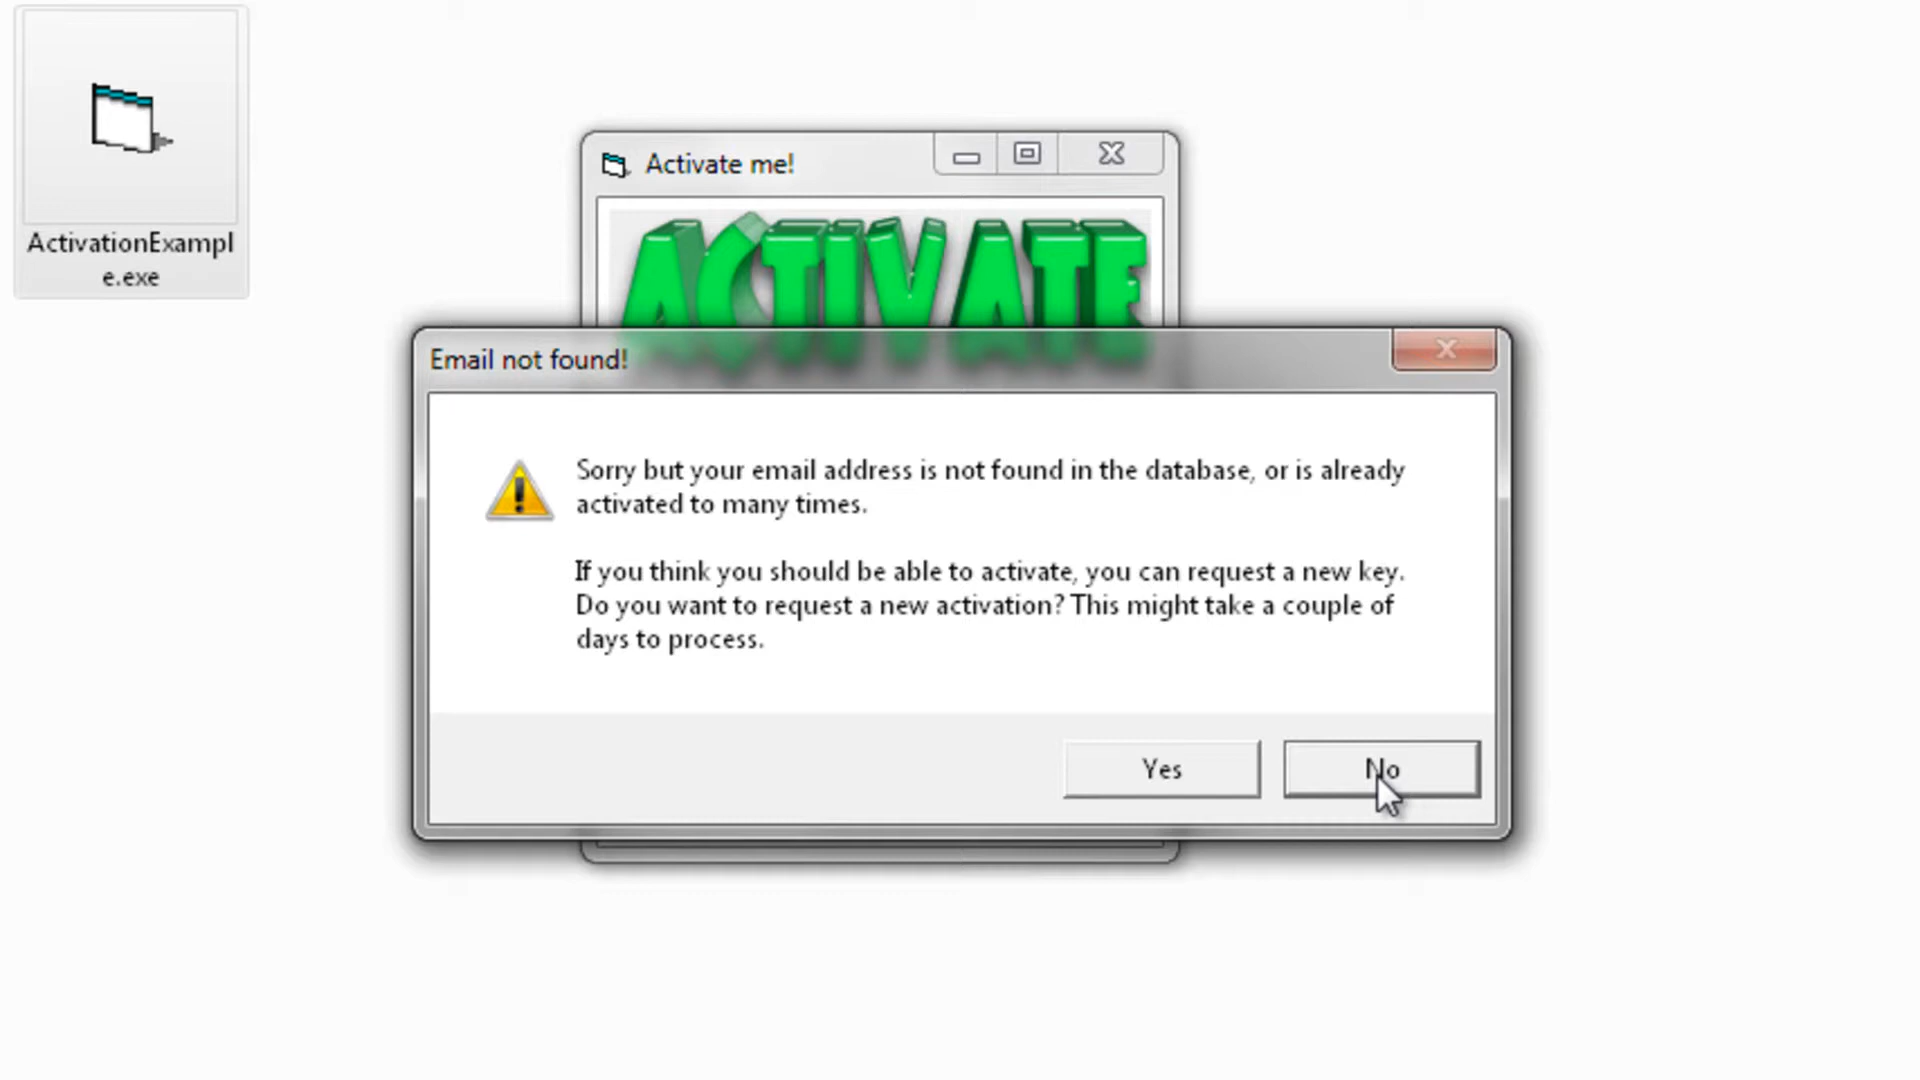 ActivationExampl
e.exe
Activate me!
ACTIVATE
Email not found!
Sorry but your email address is not found in the database, or is already
activated to many times.
If you think you should be able to activate, you can request a new key.
Do you want to request a new activation? This might take a couple of
days to process.
Yes
No